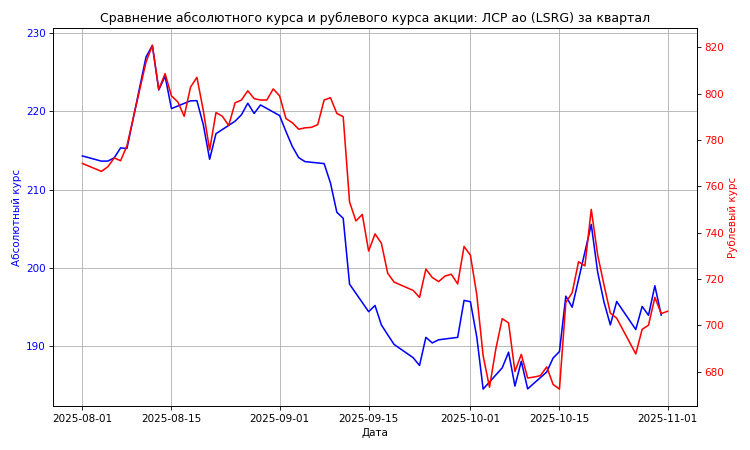 Сравнение абсолютного курса и рублевого курса акции: ЛСР ао (LSRG) за квартал
230
220
210
200
190
Абсолютный курс
820
800
780
760
740
720
700
680
Рублевый курс
2025-08-01 2025-08-15 2025-09-01 2025-09-15 2025-10-01 2025-10-15 2025-11-01
Дата